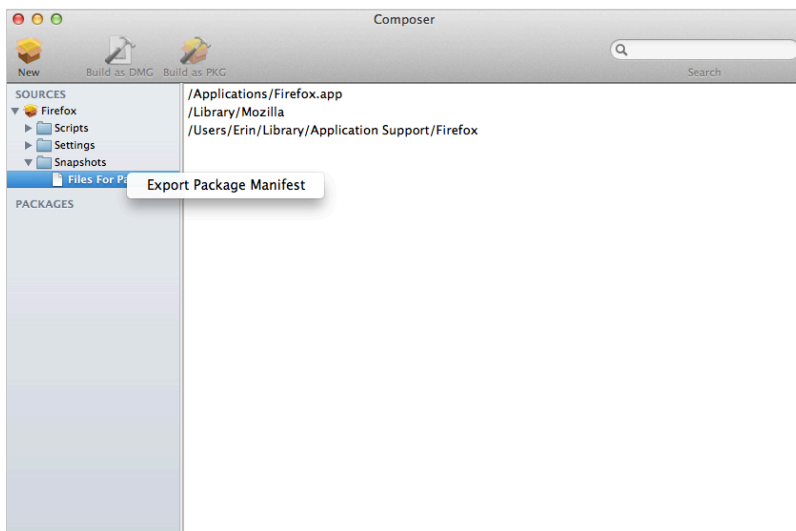 Composer
New
Build as DMG
Build as PKG
Search
SOURCES
Firefox
Scripts
Settings
Snapshots
Files For
PACKAGES
Export Package Manifest
/Applications/Firefox.app
/Library/Mozilla
/Users/Erin/Library/Application Support/Firefox